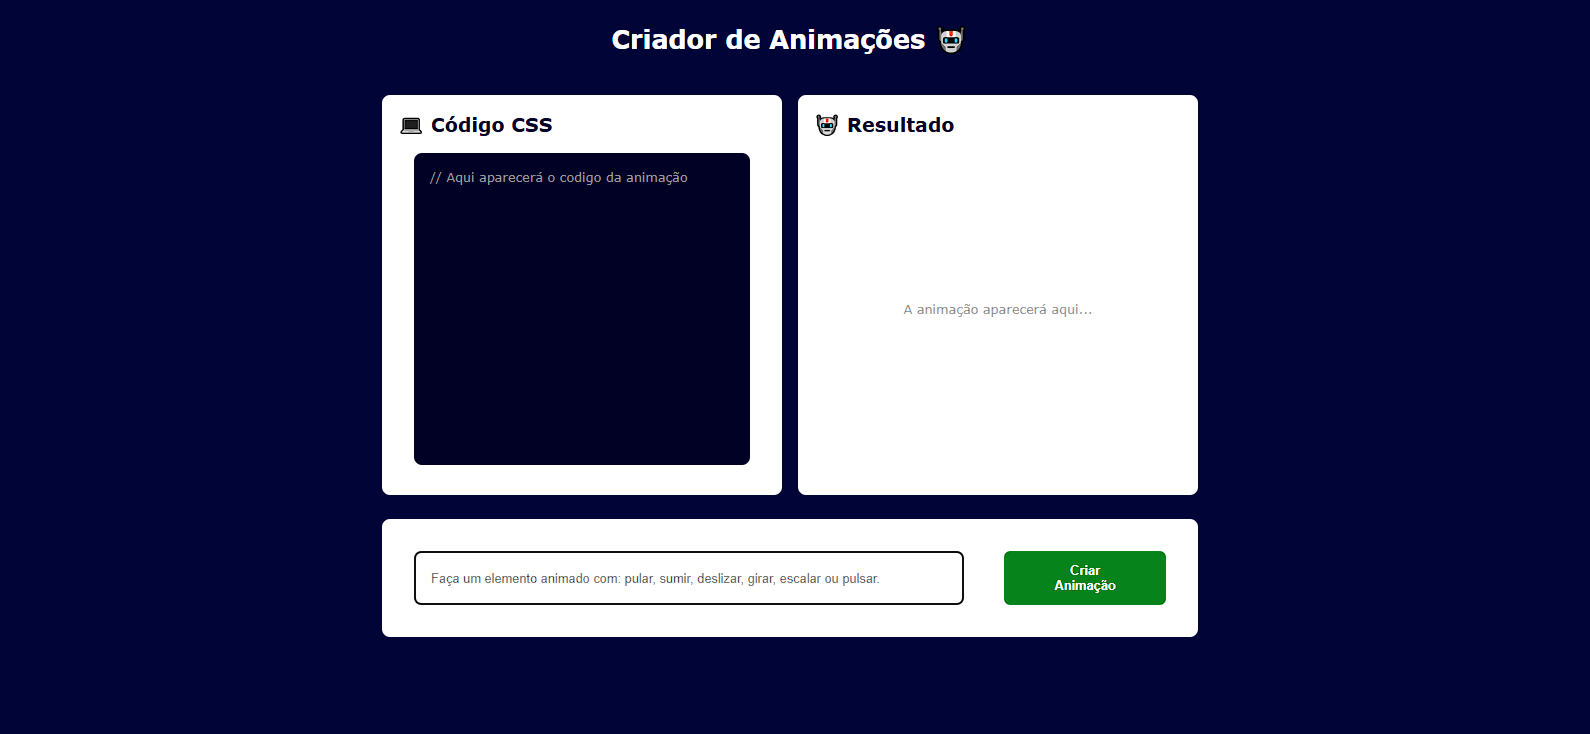 Criador de Animações
Código CSS
// Aqui aparecerá o codigo da animação
Resultado
A animação aparecerá aqui...
Faça um elemento animado com: pular, sumir, deslizar, girar, escalar ou pulsar.
Criar
Animação